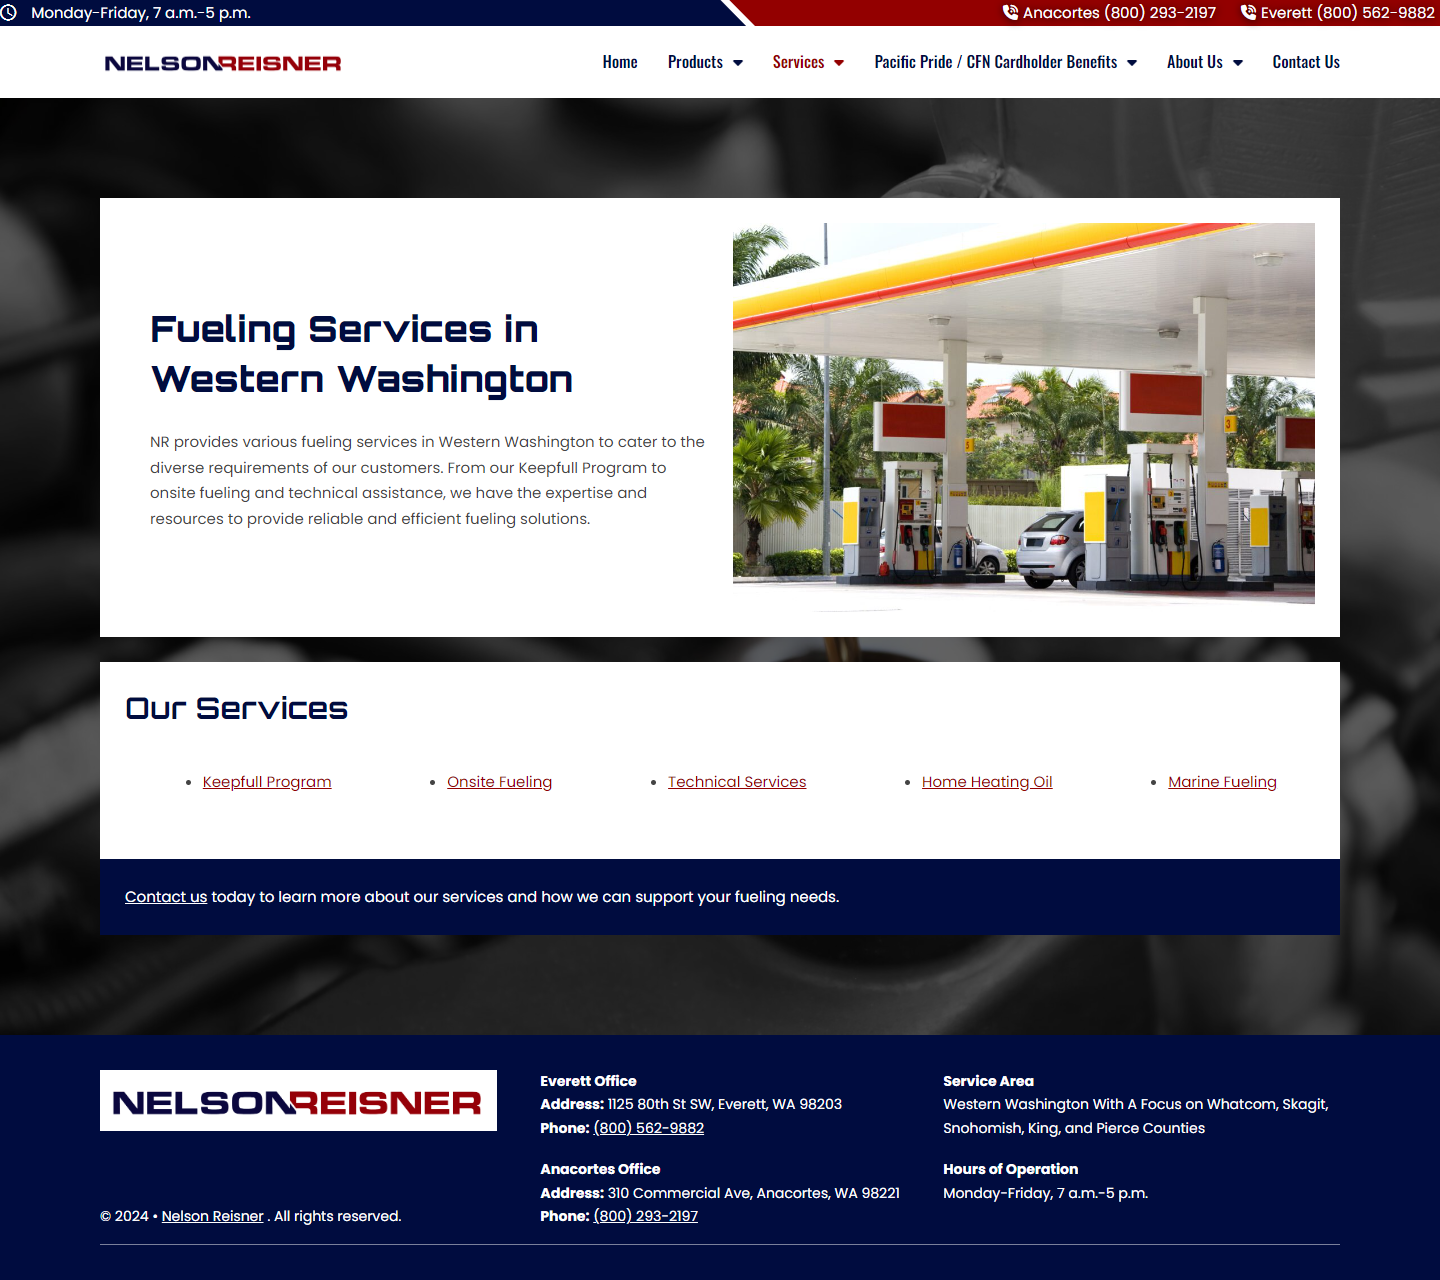 Monday-Friday, 7 a.m.-5 p.m.
Anacortes (800) 293-2197
Everett (800) 562-9882
NELSONREISNER
Home
Products
Services
Pacific Pride / CFN Cardholder Benefits
About Us
Contact Us
Fueling Services in
Western Washington
NR provides various fueling services in Western Washington to cater to the
diverse requirements of our customers. From our Keepfull Program to
onsite fueling and technical assistance, we have the expertise and
resources to provide reliable and efficient fueling solutions.
3
Our Services
• Keepfull Program
• Onsite Fueling
• Technical Services
• Home Heating Oil
• Marine Fueling
Contact us today to learn more about our services and how we can support your fueling needs.
NELSONREISNER
© 2024 • Nelson Reisner . All rights reserved.
Everett Office
Address: 1125 80th St SW, Everett, WA 98203
Phone: (800) 562-9882
Anacortes Office
Address: 310 Commercial Ave, Anacortes, WA 98221
Phone: (800) 293-2197
Service Area
Western Washington With A Focus on Whatcom, Skagit,
Snohomish, King, and Pierce Counties
Hours of Operation
Monday-Friday, 7 a.m.-5 p.m.